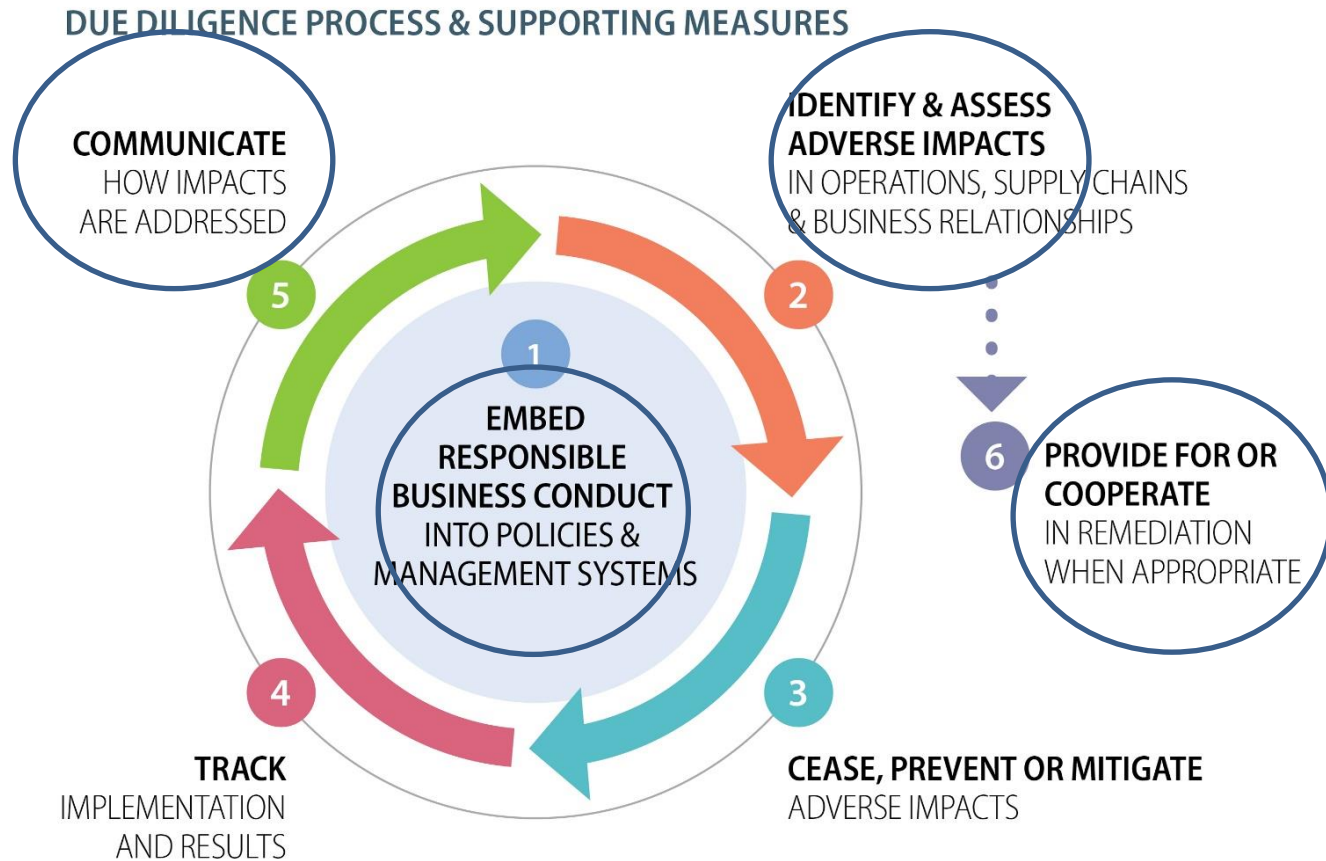 DUE DILIGENCE PROCESS & SUPPORTING MEASURES
COMMUNICATE
HOW IMPACTS
ARE ADDRESSED
5
IDENTIFY & ASSESS
ADVERSE IMPACTS
IN OPERATIONS, SUPPLY CHAINS
& BUSINESS RELATIONSHIPS
2
1
EMBED
RESPONSIBLE
BUSINESS CONDUCT
INTO POLICIES &
MANAGEMENT SYSTEMS
6
PROVIDE FOR OR
COOPERATE
IN REMEDIATION
WHEN APPROPRIATE
4
TRACK
IMPLEMENTATION
AND RESULTS
3
CEASE, PREVENT OR MITIGATE
ADVERSE IMPACTS